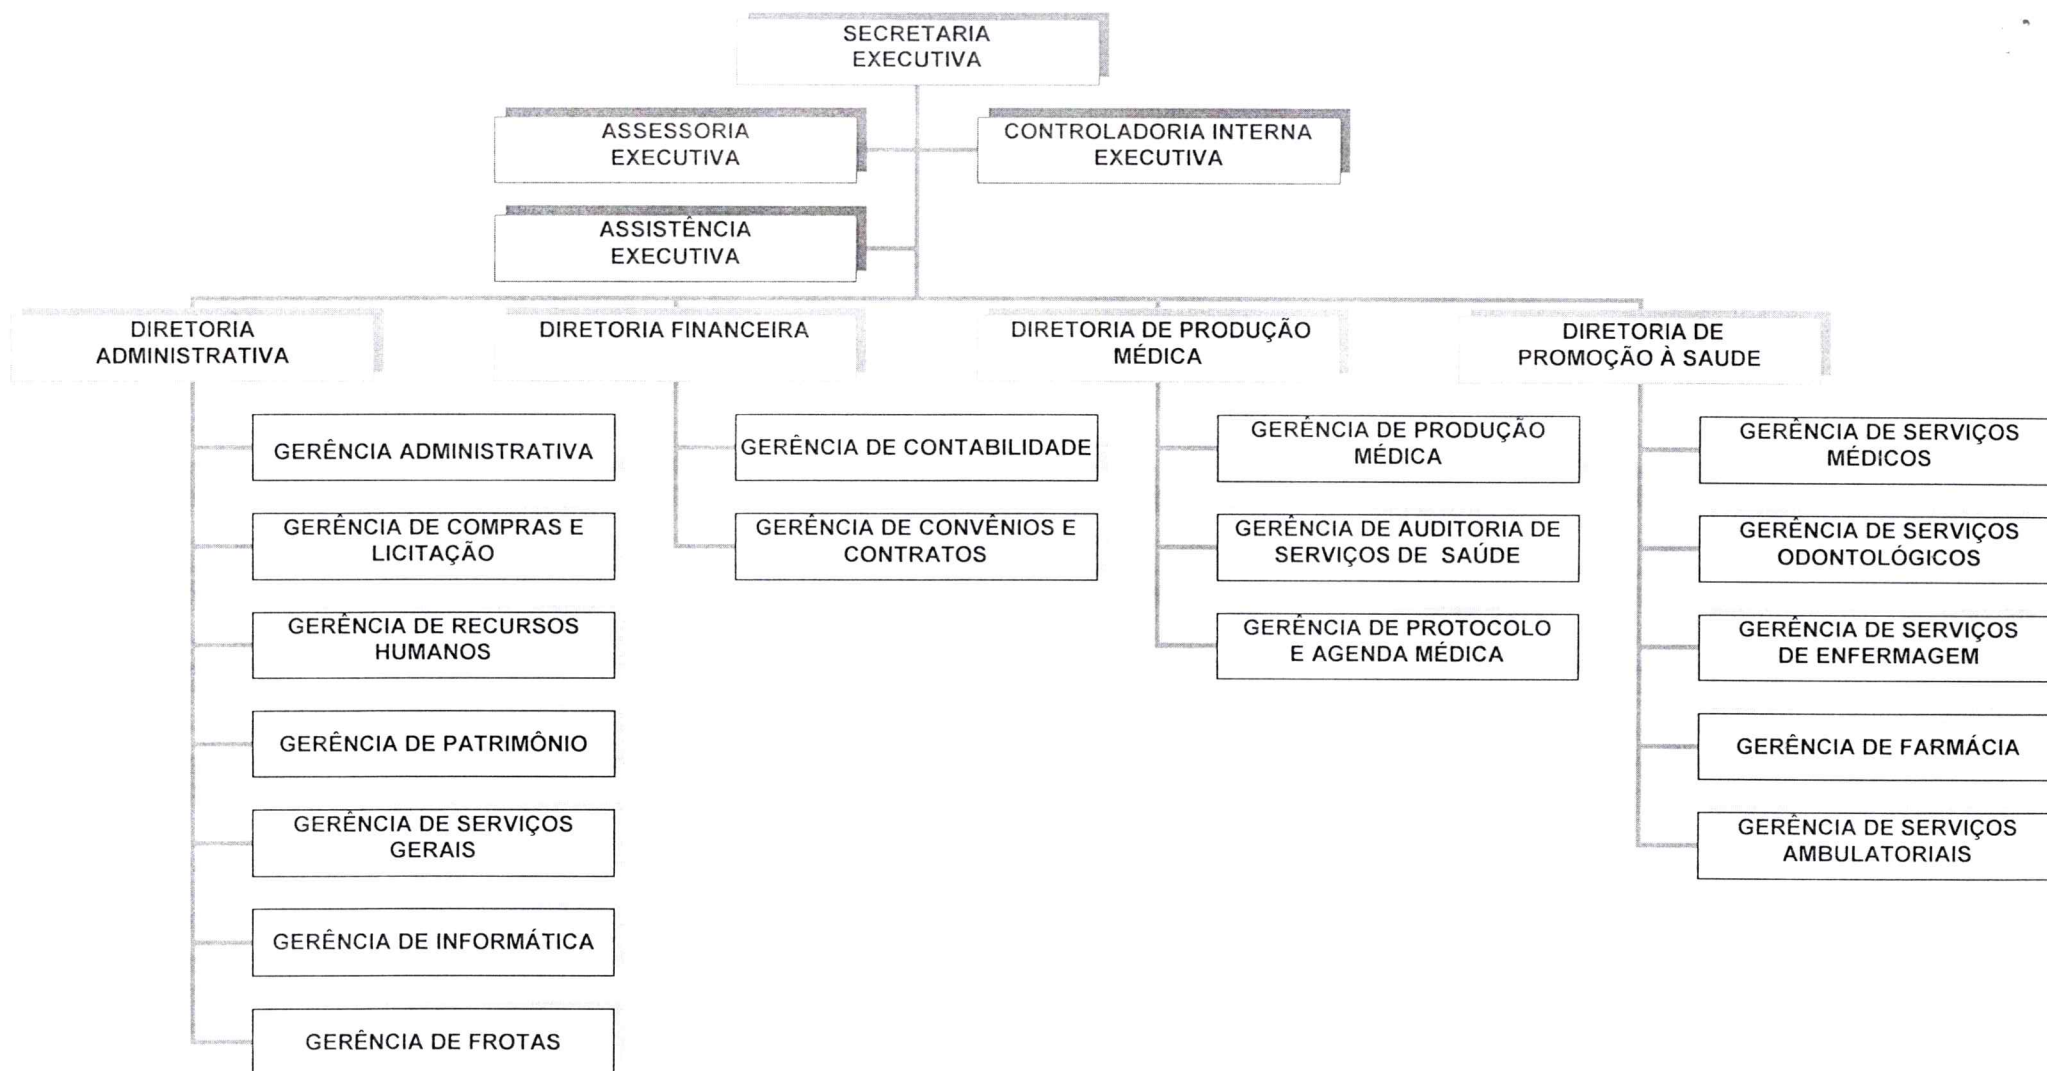 SECRETARIA
EXECUTIVA
ASSESSORIA
EXECUTIVA
CONTROLADORIA INTERNA
EXECUTIVA
ASSISTÊNCIA
EXECUTIVA
DIRETORIA
ADMINISTRATIVA
GERÊNCIA ADMINISTRATIVA
GERÊNCIA DE COMPRAS E
LICITAÇÃO
GERÊNCIA DE RECURSOS
HUMANOS
GERÊNCIA DE PATRIMÔNIO
GERÊNCIA DE SERVIÇOS
GERAIS
GERÊNCIA DE INFORMÁTICA
GERÊNCIA DE FROTAS
DIRETORIA FINANCEIRA
GERÊNCIA DE CONTABILIDADE
GERÊNCIA DE CONVÊNIOS E
CONTRATOS
DIRETORIA DE PRODUÇÃO
MÉDICA
GERÊNCIA DE PRODUÇÃO
MÉDICA
GERÊNCIA DE AUDITORIA DE
SERVIÇOS DE SAÚDE
GERÊNCIA DE PROTOCOLO
E AGENDA MÉDICA
DIRETORIA DE
PROMOÇÃO À SAUDE
GERÊNCIA DE SERVIÇOS
MÉDICOS
GERÊNCIA DE SERVIÇOS
ODONTOLÓGICOS
GERÊNCIA DE SERVIÇOS
DE ENFERMAGEM
GERÊNCIA DE FARMÁCIA
GERÊNCIA DE SERVIÇOS
AMBULATORIAIS